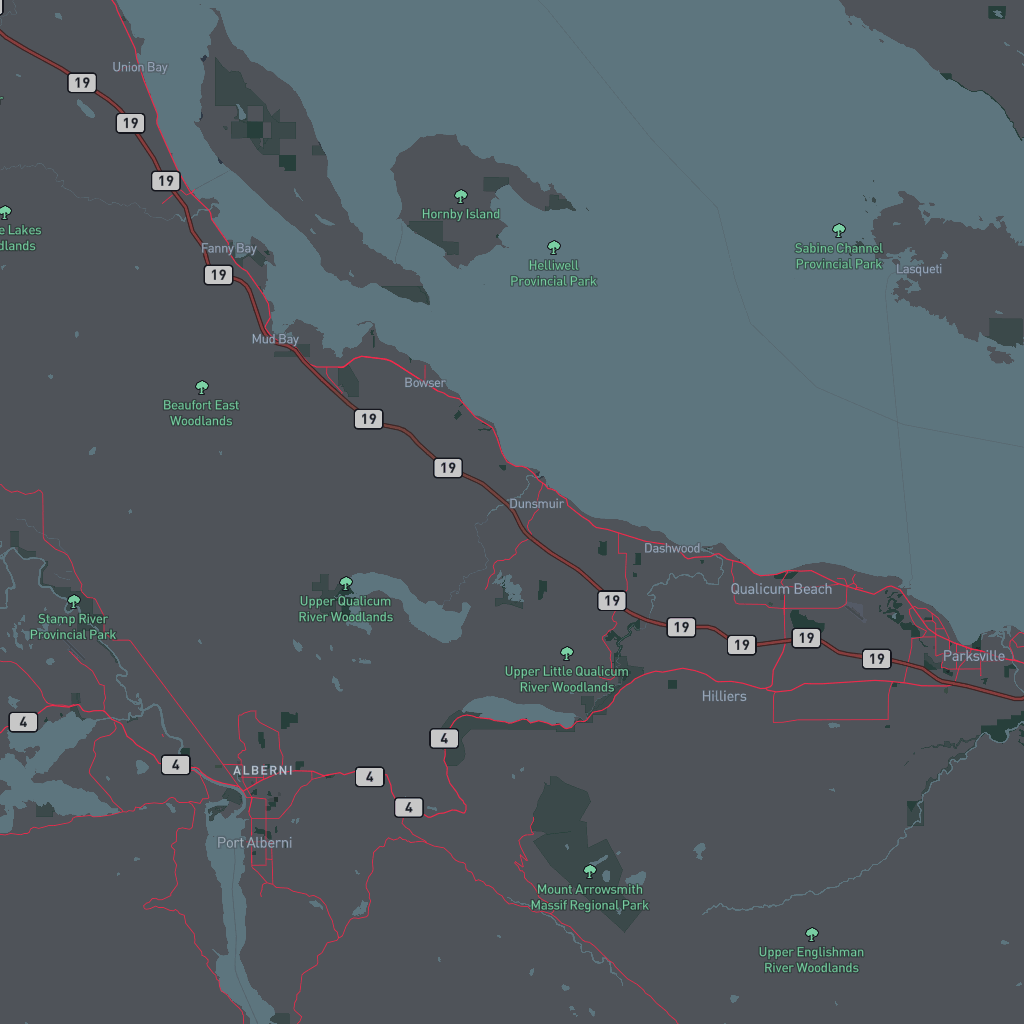 Union Bay
19
19
19
Hornby Island
e Lakes
dlands
Helliwell
Provincial Park
Sabine Channel
Provincial Park
Lasqueti
Fanny Bay
19
Mud Bay
Bowser
Beaufort East
Woodlands
19
19
Dunsmuir
Dashwood
Qualicum Beach
Upper Qualicum
River Woodlands
19
Stamp River
Provincial Park
19
19
19
19
Parksville
Upper Little Qualicum
River Woodlands
Hilliers
4
4
4
ALBERNI
4
4
Port Alberni
Mount Arrowsmith
Massif Regional Park
Upper Englishman
River Woodlands